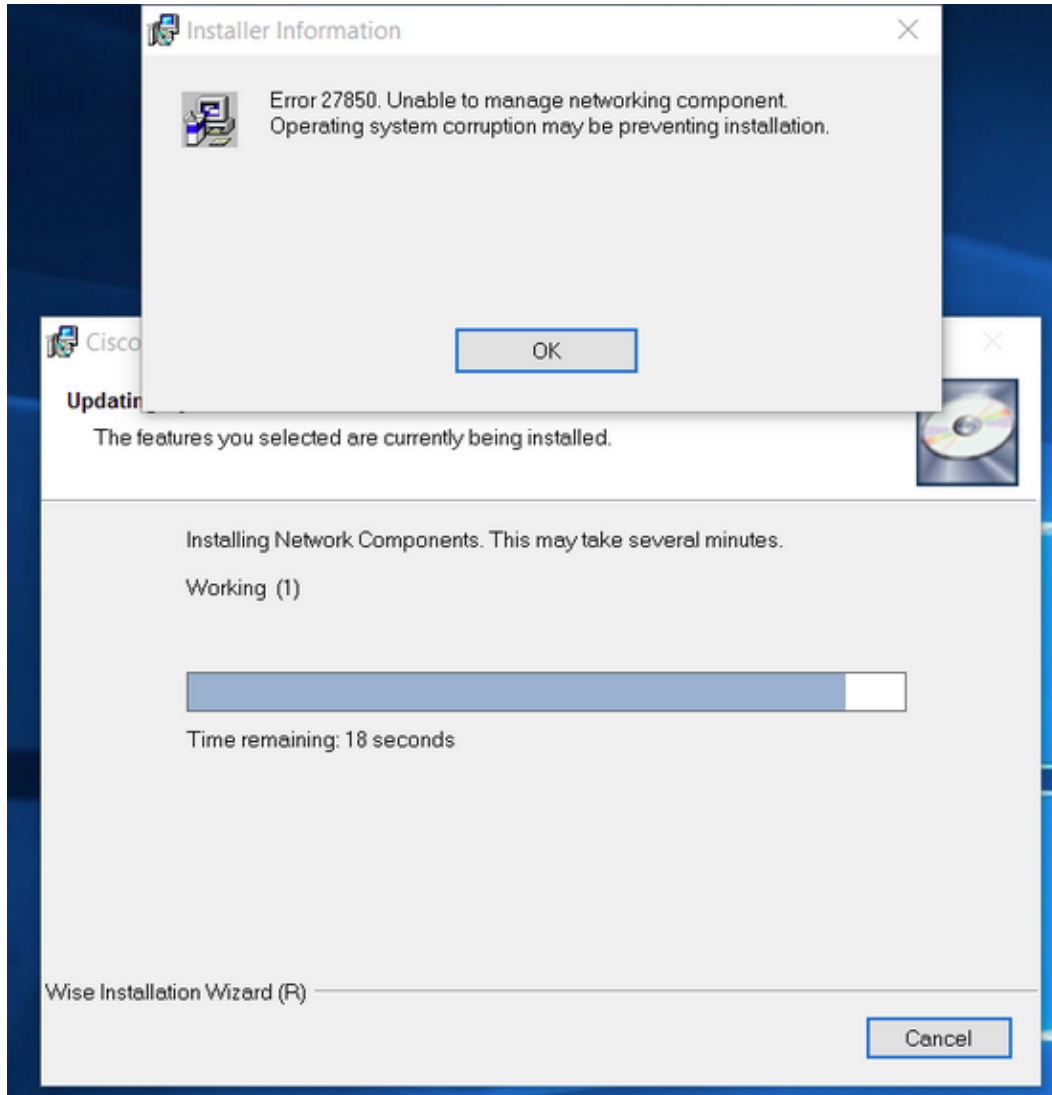 Installer Information
Error 27850. Unable to manage networking component.
Operating system corruption may be preventing installation.
OK
Cisco
The features you selected are currently being installed.
Installing Network Components. This may take several minutes.
Working (1)
Time remaining: 18 seconds
Wise Installation Wizard (R)
Cancel